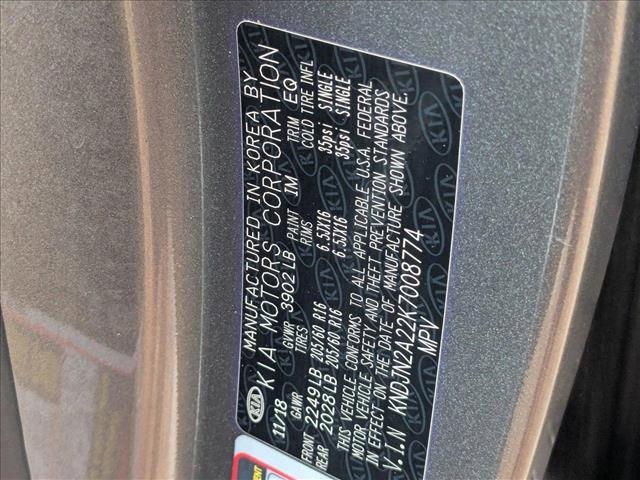 KIA
MANUFACTURED IN KOREA BY
KIA MOTORS CORPORATION
11/18 GVWR 3902 LB PAINT IM TRIM EQ
GAWR TIRES RIMS COLD TIRE INFL
FRONT 2249 LB 205/60 R16 6.5JX16 35psi SINGLE
REAR 2028 LB 205/60 R16 6.5JX16 35psi SINGLE
THIS VEHICLE CONFORMS TO ALL APPLICABLE U.S.A. FEDERAL
MOTOR VEHICLE SAFETY AND THEFT PREVENTION STANDARDS
IN EFFECT ON THE DATE OF MANUFACTURE SHOWN ABOVE.
V.I.N KNDJN2A22K7008774
MPV